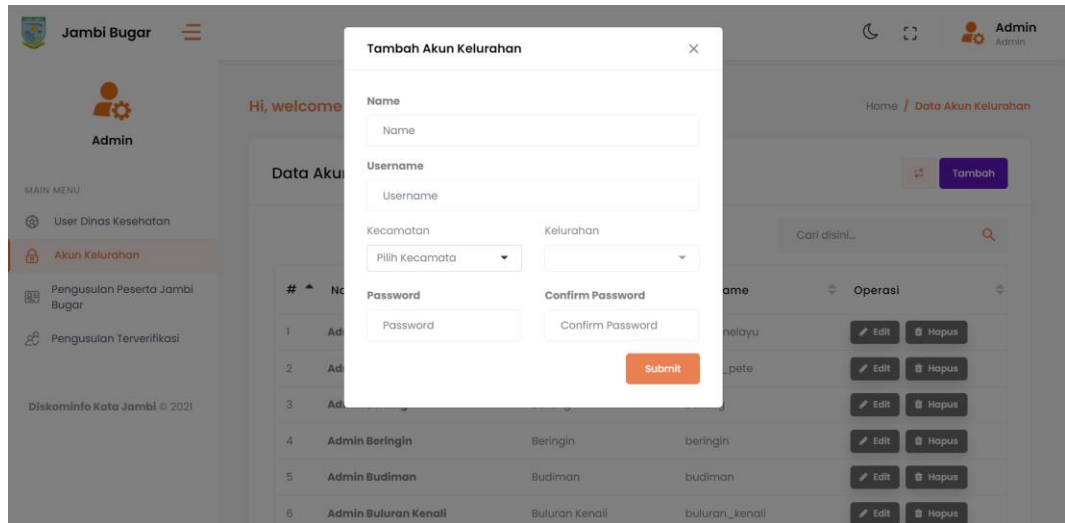 Jambi Bugar
Admin
Admin
Tambah Akun Kelurahan
Admin
Hi, welcome
Home / Data Akun Kelurahan
Name
Name
Username
Username
Kecamatan Kelurahan
Pilih Kecamata
Password Confirm Password
Password Confirm Password
Submit
MAIN MENU
User Dinas Kesehatan
Akun Kelurahan
Pengusulan Peserta Jambi
Bugar
Pengusulan Terverifikasi
Diskominfo Kota Jambi © 2021
Data Aku
Tambah
Cari disini...
# Operasi
1 Edit Hapus
2 _pete Edit Hapus
3 Edit Hapus
4 Admin Beringin Beringin beringin Edit Hapus
5 Admin Budiman Budiman budiman Edit Hapus
6 Admin Buluran Kenali Buluran Kenali buluran_kenali Edit Hapus